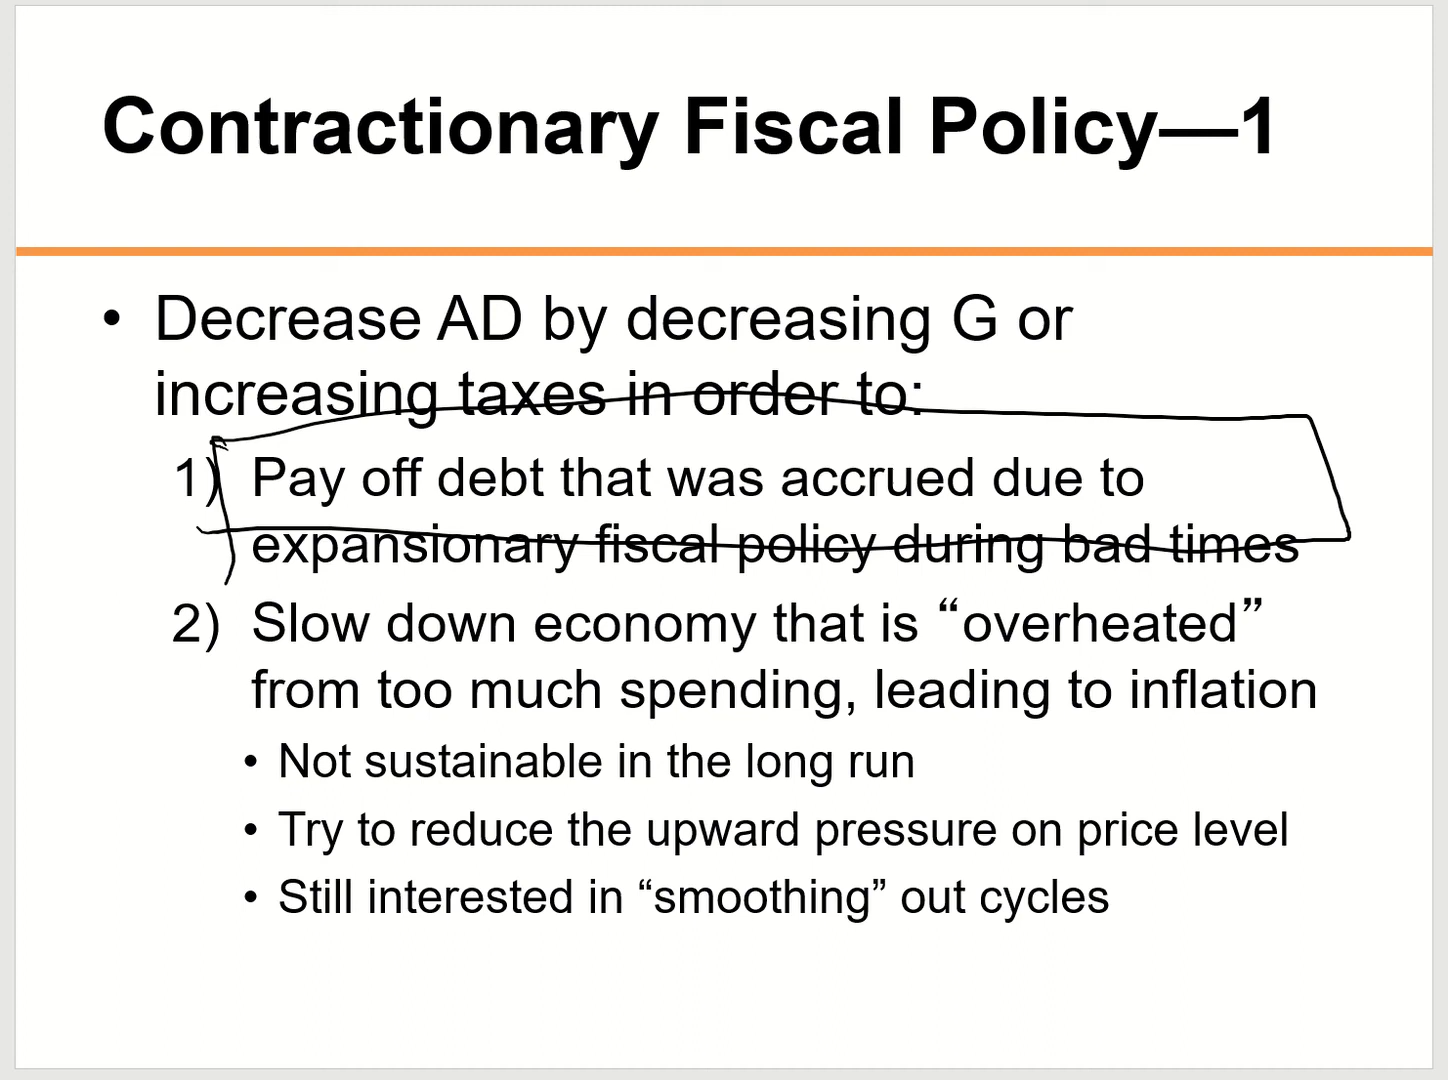 Contractionary Fiscal Policy—1
• Decrease AD by decreasing G or
increasing taxes in order to:
1) Pay off debt that was accrued due to
expansionary fiscal policy during bad times
2) Slow down economy that is “overheated”
from too much spending, leading to inflation
• Not sustainable in the long run
• Try to reduce the upward pressure on price level
• Still interested in “smoothing” out cycles